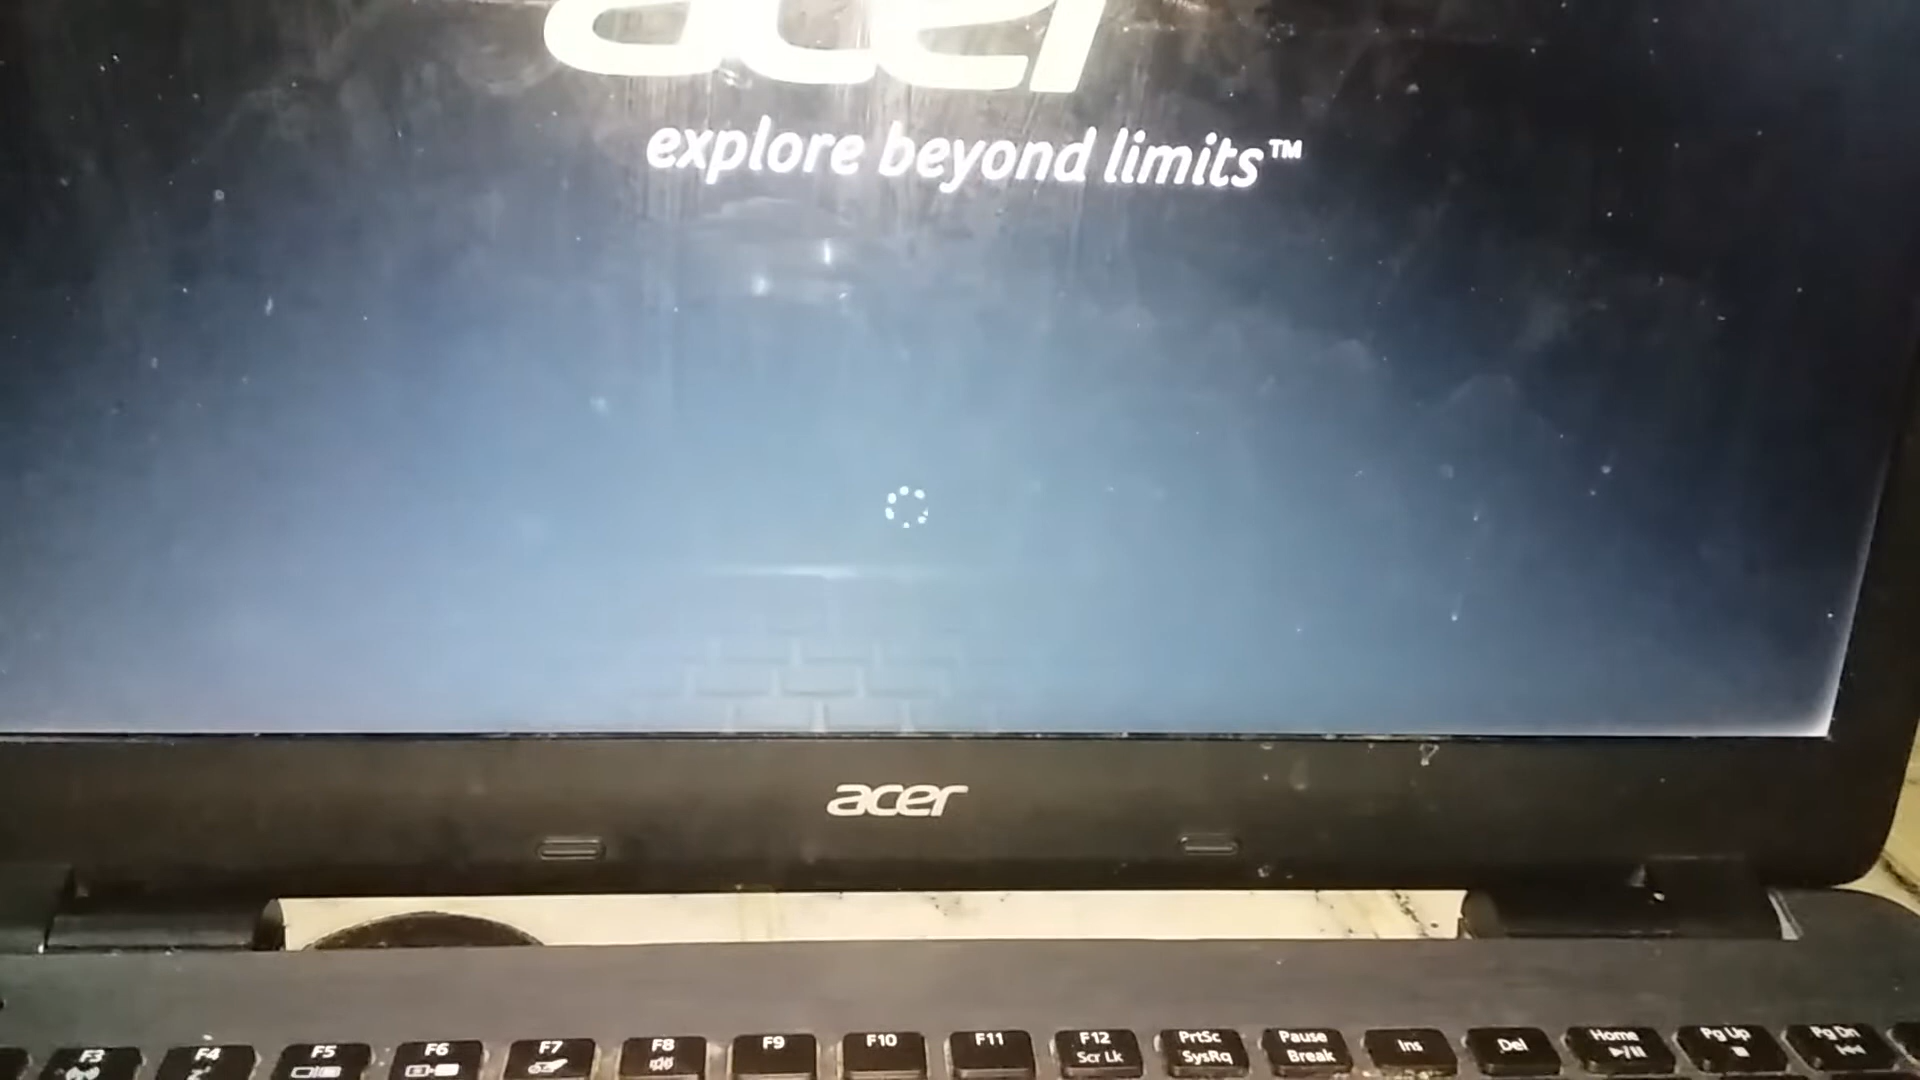 acer
explore beyond limits™
acer
F3
F4
F5
F6
F7
F8
F9
F10
F11
F12
Scr Lk
PrtSc
SysRq
Pause
Break
Ins
Del
Home
Pg Up
Pg Dn